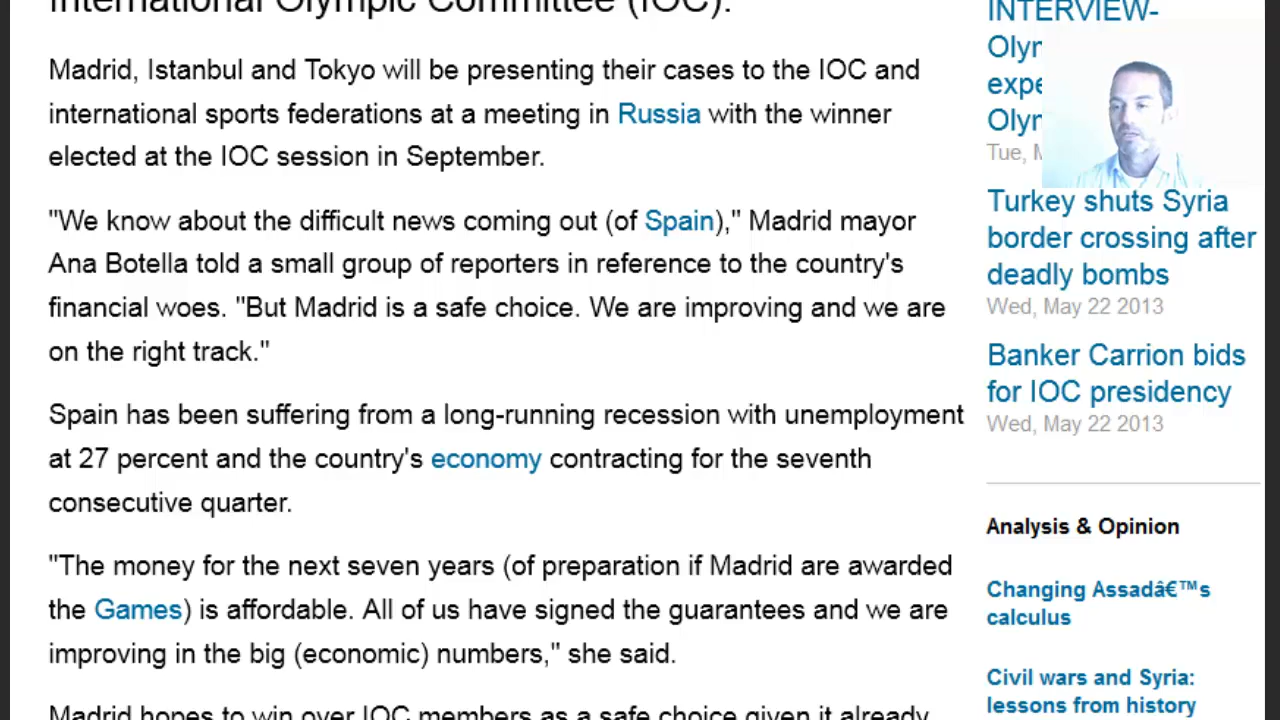 International Olympic Committee (IOC).
Madrid, Istanbul and Tokyo will be presenting their cases to the IOC and
international sports federations at a meeting in Russia with the winner
elected at the IOC session in September.
"We know about the difficult news coming out (of Spain)," Madrid mayor
Ana Botella told a small group of reporters in reference to the country's
financial woes. "But Madrid is a safe choice. We are improving and we are
on the right track."
Spain has been suffering from a long-running recession with unemployment
at 27 percent and the country's economy contracting for the seventh
consecutive quarter.
"The money for the next seven years (of preparation if Madrid are awarded
the Games) is affordable. All of us have signed the guarantees and we are
improving in the big (economic) numbers," she said.
Madrid hopes to win over IOC members as a safe choice given it already
INTERVIEW-
Tue,
Turkey shuts Syria
border crossing after
deadly bombs
Wed, May 22 2013
Banker Carrion bids
for IOC presidency
Wed, May 22 2013
Analysis & Opinion
Changing Assadâ€™s
calculus
Civil wars and Syria:
lessons from history